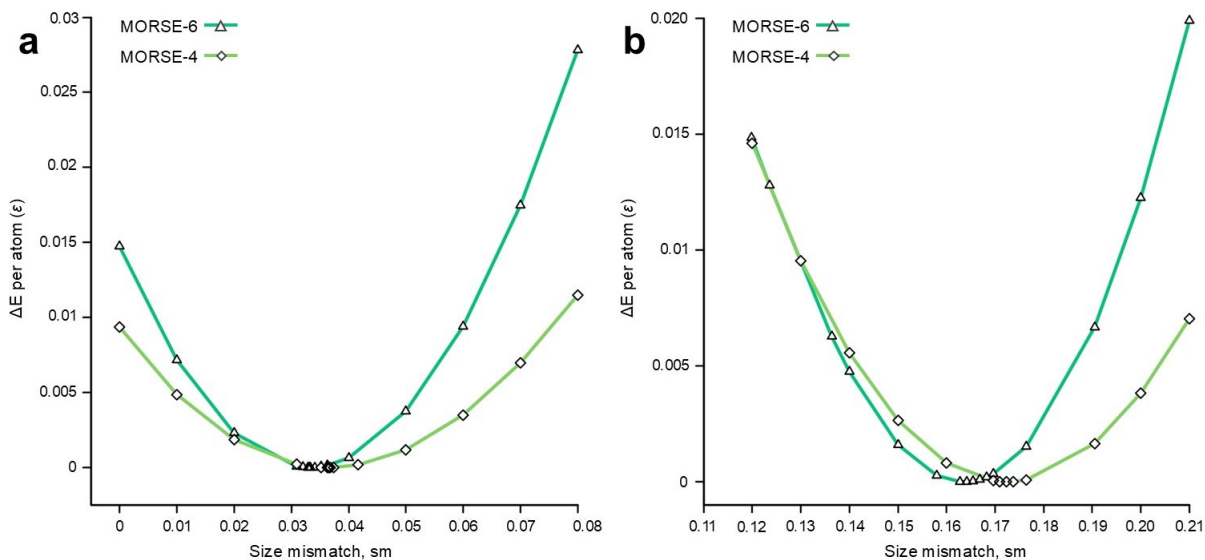 a
MORSE-6
MORSE-4
0.03
0.025
0.02
0.015
0.01
0.005
0
ΔE per atom (ε)
0 0.01 0.02 0.03 0.04 0.05 0.06 0.07 0.08
Size mismatch, sm
b
MORSE-6
MORSE-4
0.020
0.015
0.010
0.005
0
ΔE per atom (ε)
0.11 0.12 0.13 0.14 0.15 0.16 0.17 0.18 0.19 0.20 0.21
Size mismatch, sm